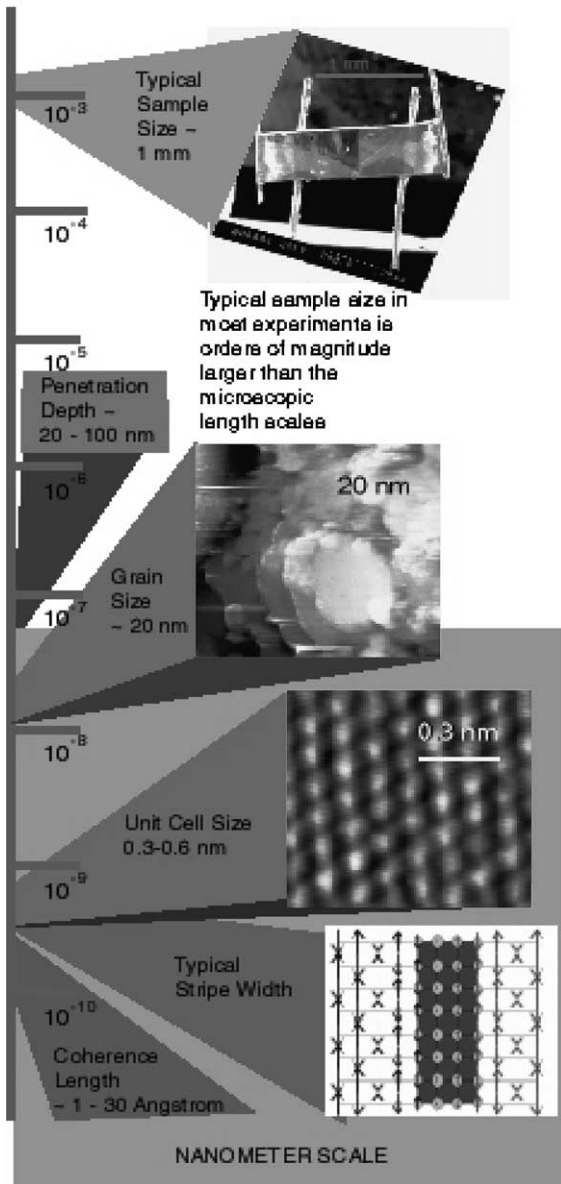 Typical
Sample
Size ~
1 mm
1 mm
10-3
10-4
Typical sample size in
most experiments is
orders of magnitude
larger than the
microscopic
length scales
10-5
Penetration
Depth ~
20 - 100 nm
10-6
20 nm
Grain
Size
~ 20 nm
10-7
10-8
0.3 nm
Unit Cell Size
0.3-0.6 nm
10-9
Typical
Stripe Width
10-10
Coherence
Length
~ 1 - 30 Angstrom
NANOMETER SCALE